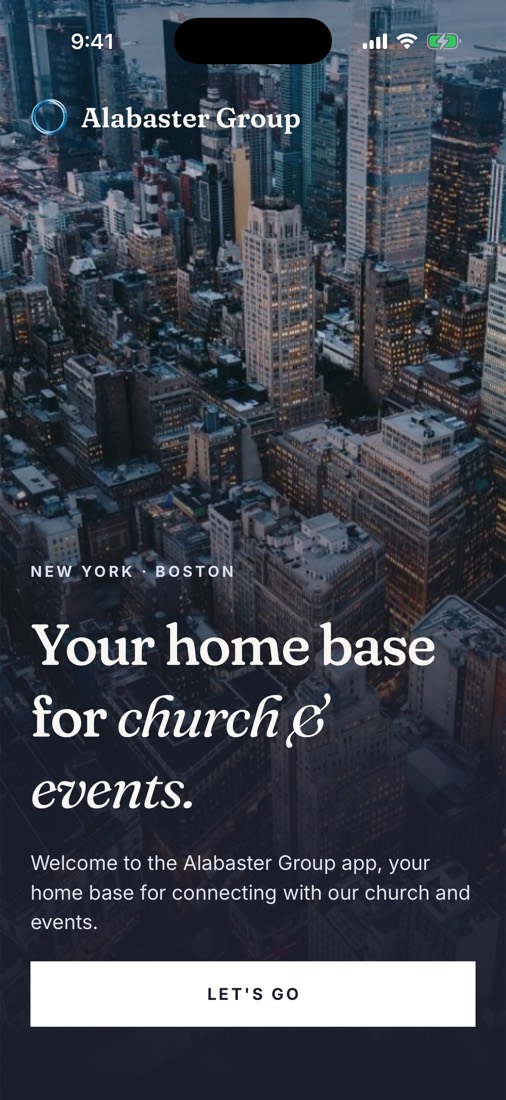 9:41
Alabaster Group
NEW YORK · BOSTON
Your home base
for church &
events.
Welcome to the Alabaster Group app, your
home base for connecting with our church and
events.
LET'S GO